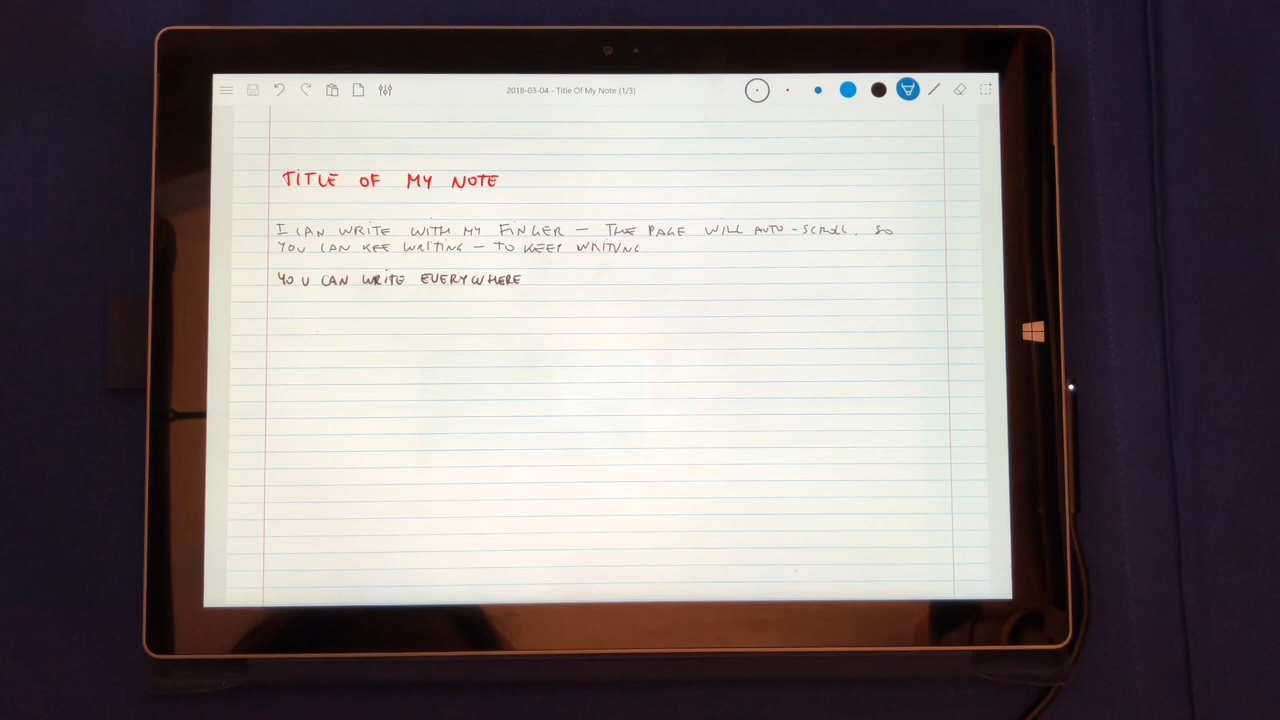 2018-03-04 - Title Of My Note (1/3)
TITLE OF MY NOTE
I CAN WRITE WITH MY FINGER - THE PAGE WILL AUTO-SCROLL. SO
YOU CAN KEE WRITING - TO KEEP WRITING
YOU CAN WRITE EVERYWHERE